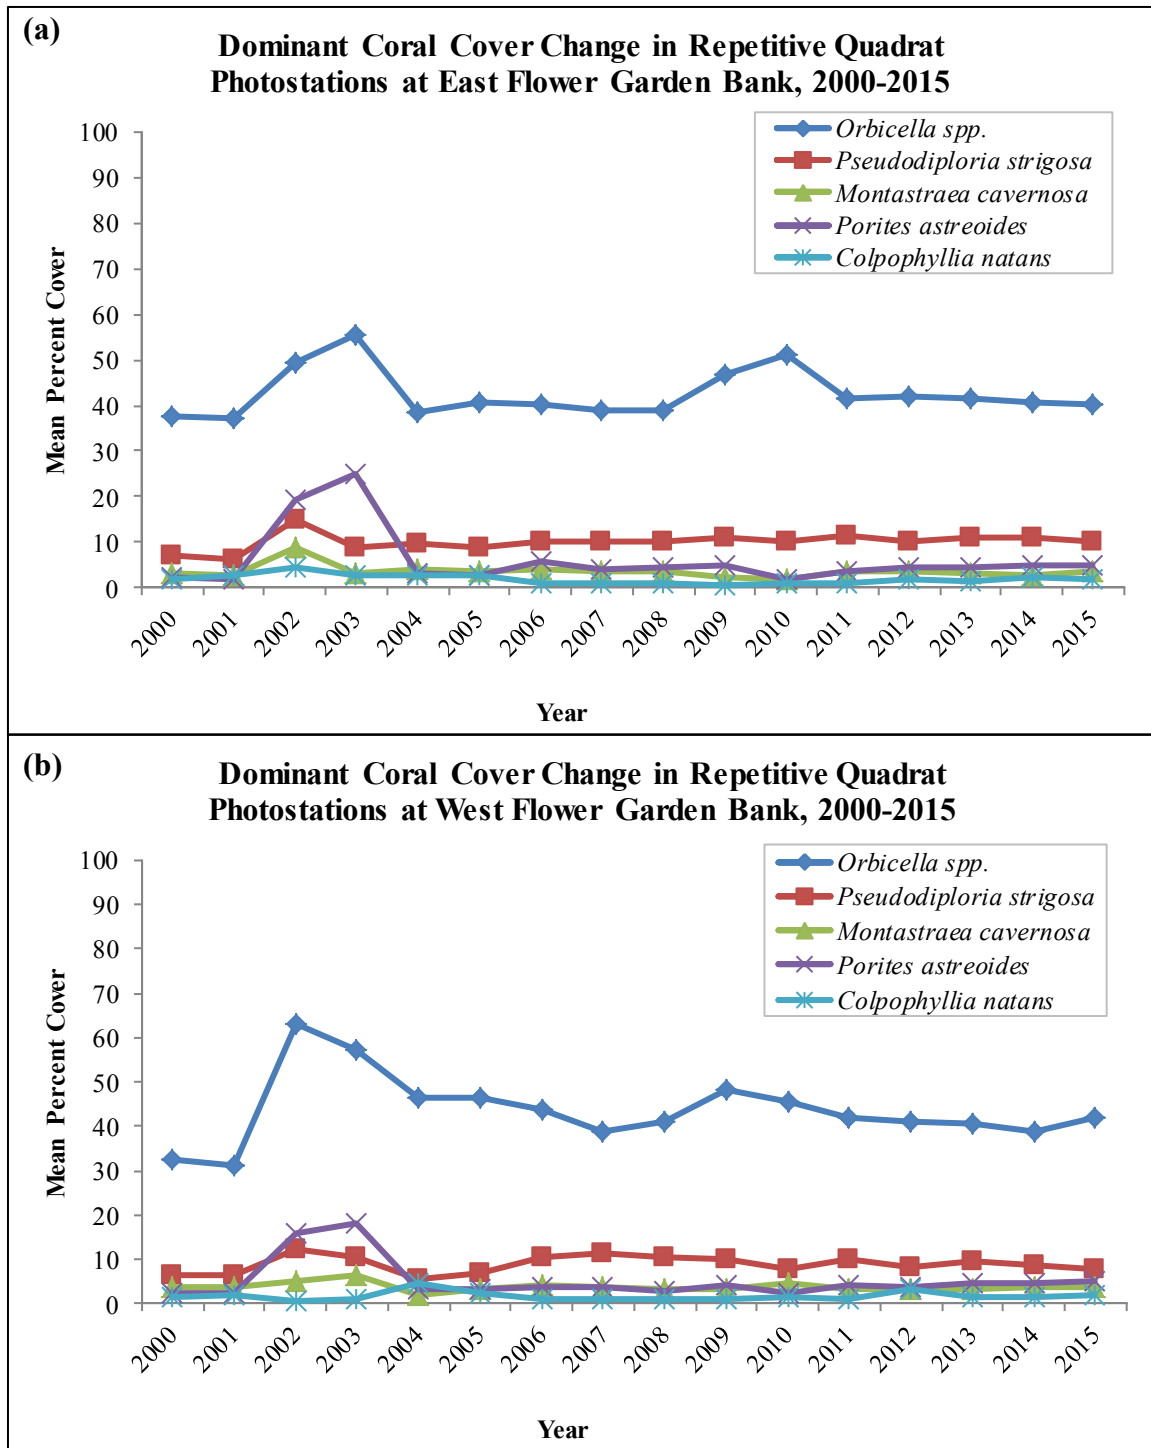 (a)
Dominant Coral Cover Change in Repetitive Quadrat
Photostations at East Flower Garden Bank, 2000-2015
Orbicella spp.
Pseudodiploria strigosa
Montastraea cavernosa
Porites astreoides
Colpophyllia natans
Mean Percent Cover
100
90
80
70
60
50
40
30
20
10
0
2000 2001 2002 2003 2004 2005 2006 2007 2008 2009 2010 2011 2012 2013 2014 2015
Year
(b)
Dominant Coral Cover Change in Repetitive Quadrat
Photostations at West Flower Garden Bank, 2000-2015
Orbicella spp.
Pseudodiploria strigosa
Montastraea cavernosa
Porites astreoides
Colpophyllia natans
Mean Percent Cover
100
90
80
70
60
50
40
30
20
10
0
2000 2001 2002 2003 2004 2005 2006 2007 2008 2009 2010 2011 2012 2013 2014 2015
Year